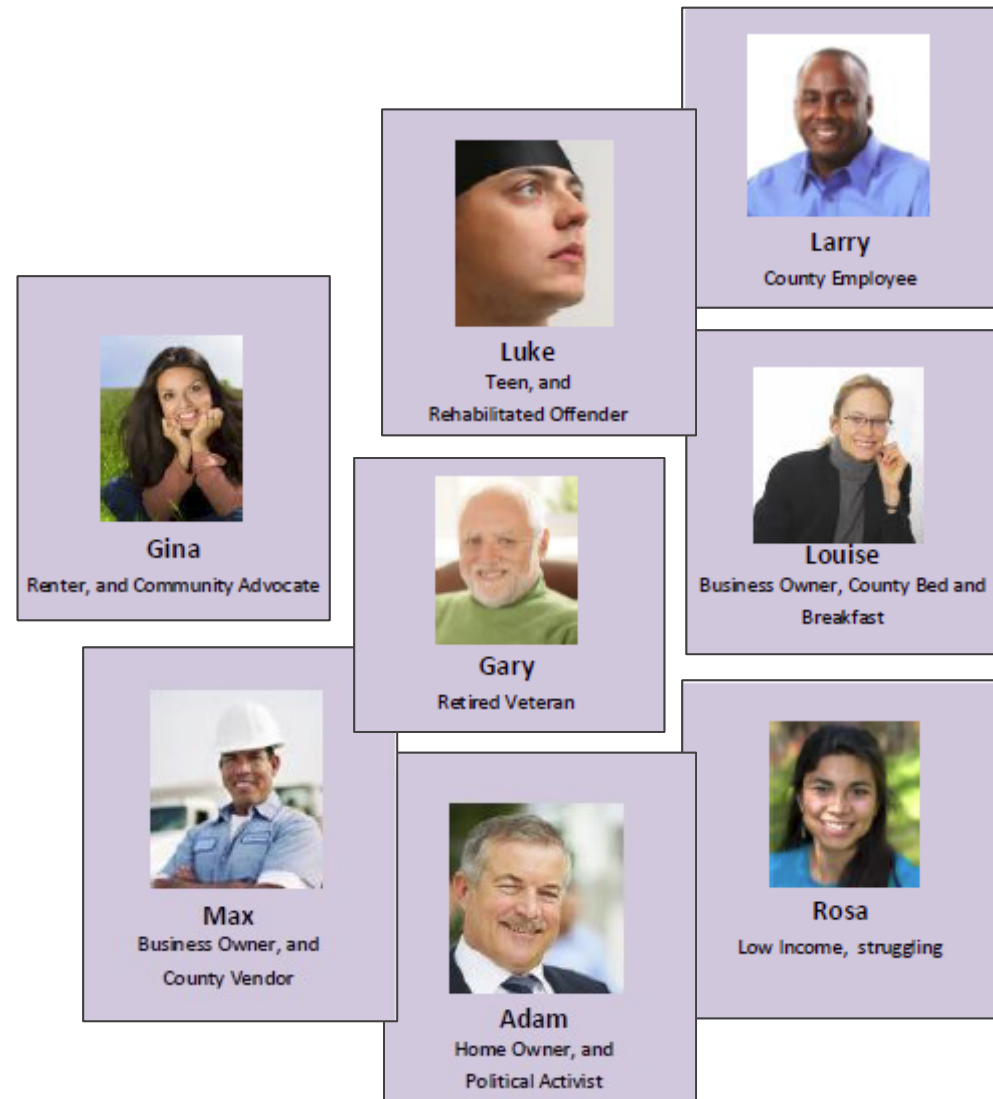 Larry
County Employee
Luke
Teen, and
Rehabilitated Offender
Gina
Renter, and Community Advocate
Louise
Business Owner, County Bed and
Breakfast
Gary
Retired Veteran
Max
Business Owner, and
County Vendor
Rosa
Low Income, struggling
Adam
Home Owner, and
Political Activist